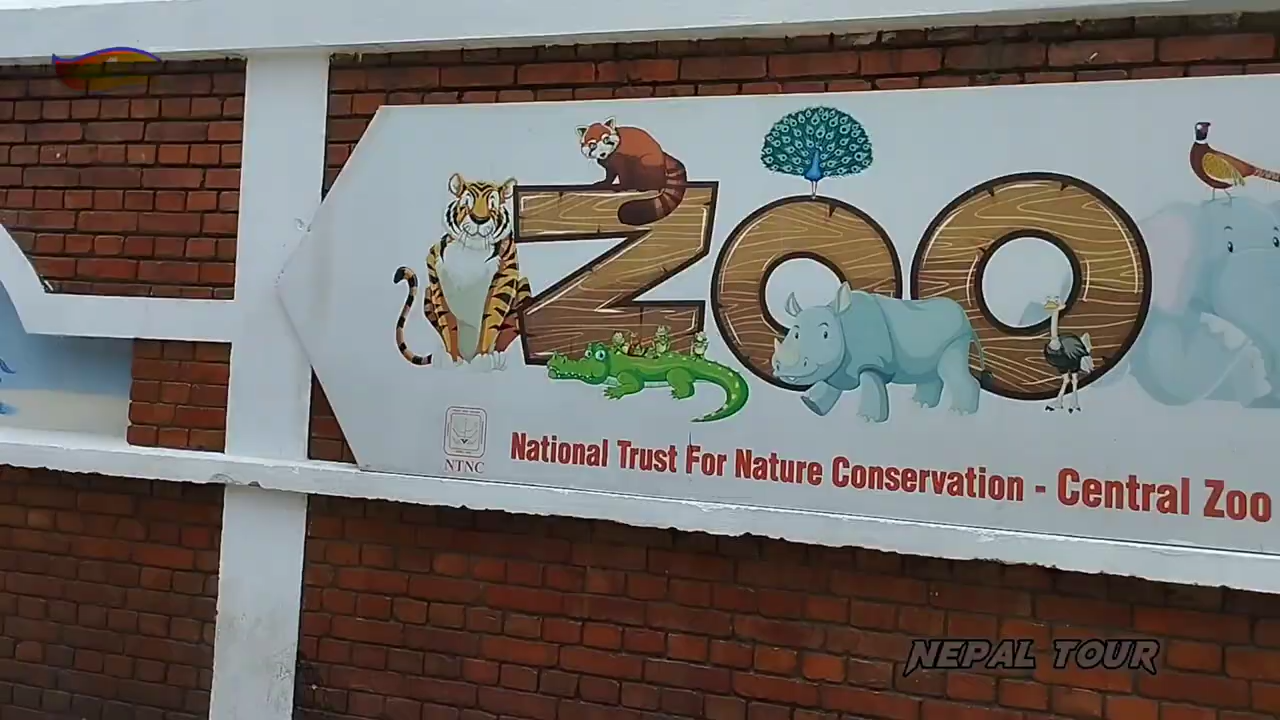 ZOO
NTNC
National Trust For Nature Conservation - Central Zoo
NEPAL TOUR